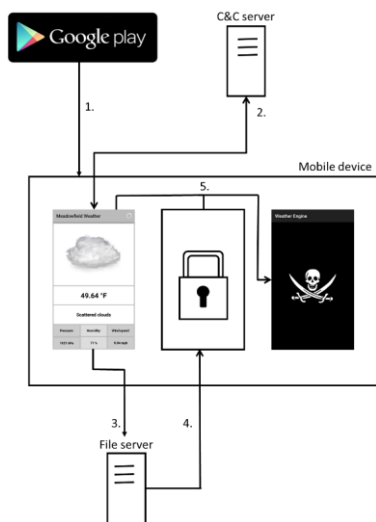 Google play
C&C server
1.
2.
Mobile device
5.
Meadowfield Weather
Weather Engine
49.64 °F
Scattered clouds
Pressure Humidity Wind speed
3.
4.
File server